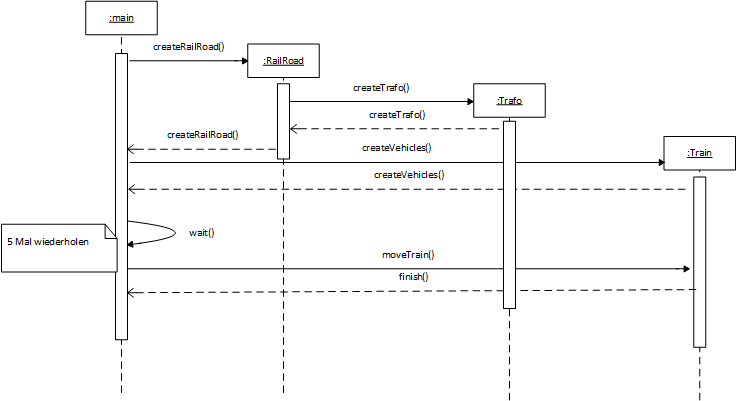 :main
createRailRoad()
:RailRoad
createTrafo()
:Trafo
createTrafo()
createRailRoad()
createVehicles()
:Train
createVehicles()
wait()
5 Mal wiederholen
moveTrain()
finish()